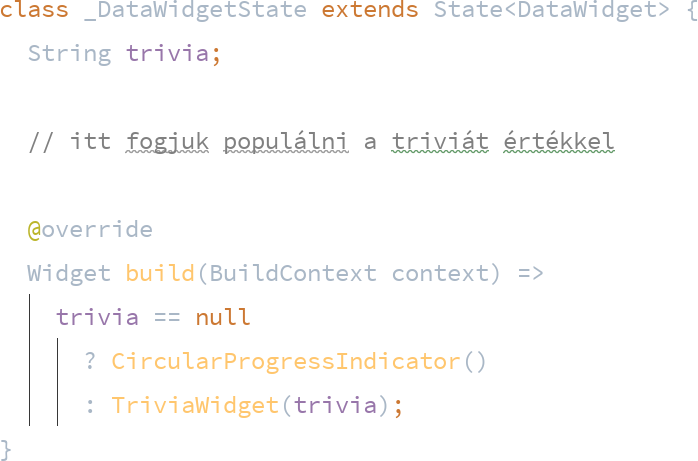 class _DataWidgetState extends State<DataWidget> {
  String trivia;

  // itt fogjuk populálni a triviát értékkel

  @override
  Widget build(BuildContext context) =>
    trivia == null
      ? CircularProgressIndicator()
      : TriviaWidget(trivia);
}